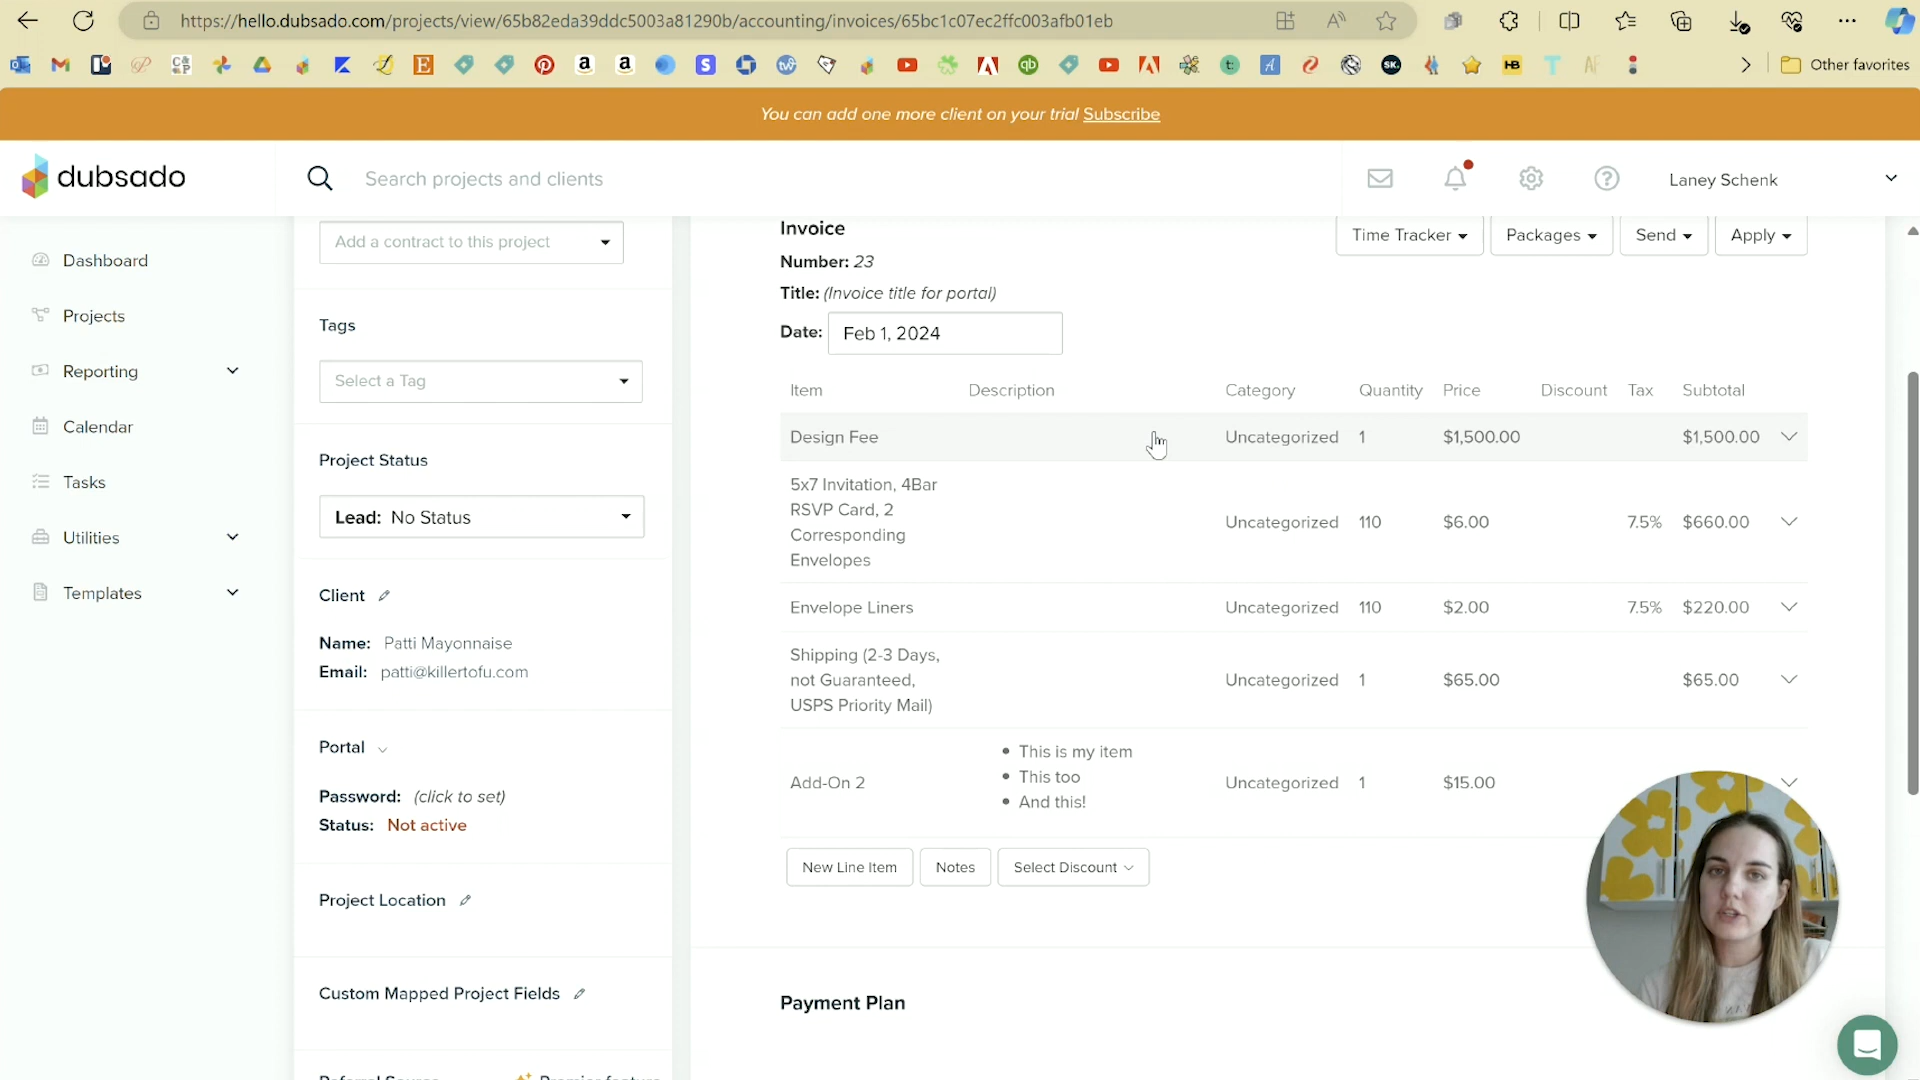 https://hello.dubsado.com/projects/view/65b82eda39ddc5003a81290b/accounting/invoices/65bc1c07ec2ffc003afb01eb
Other favorites
You can add one more client on your trial Subscribe
dubsado
Search projects and clients
Laney Schenk
Dashboard
Projects
Reporting
Calendar
Tasks
Utilities
Templates
Add a contract to this project
Tags
Select a Tag
Project Status
Lead: No Status
Client
Name: Patti Mayonnaise
Email: patti@killertofu.com
Portal
Password: (click to set)
Status: Not active
Project Location
Custom Mapped Project Fields
Invoice
Time Tracker
Packages
Send
Apply
Number: 23
Title: (Invoice title for portal)
Date: Feb 1, 2024
Item Description Category Quantity Price Discount Tax Subtotal
Design Fee Uncategorized 1 $1,500.00 $1,500.00
5x7 Invitation, 4Bar
RSVP Card, 2
Corresponding
Envelopes
Uncategorized 110 $6.00 7.5% $660.00
Envelope Liners Uncategorized 110 $2.00 7.5% $220.00
Shipping (2-3 Days,
not Guaranteed,
USPS Priority Mail)
Uncategorized 1 $65.00 $65.00
Add-On 2
• This is my item
• This too
• And this!
Uncategorized 1 $15.00
New Line Item
Notes
Select Discount
Payment Plan